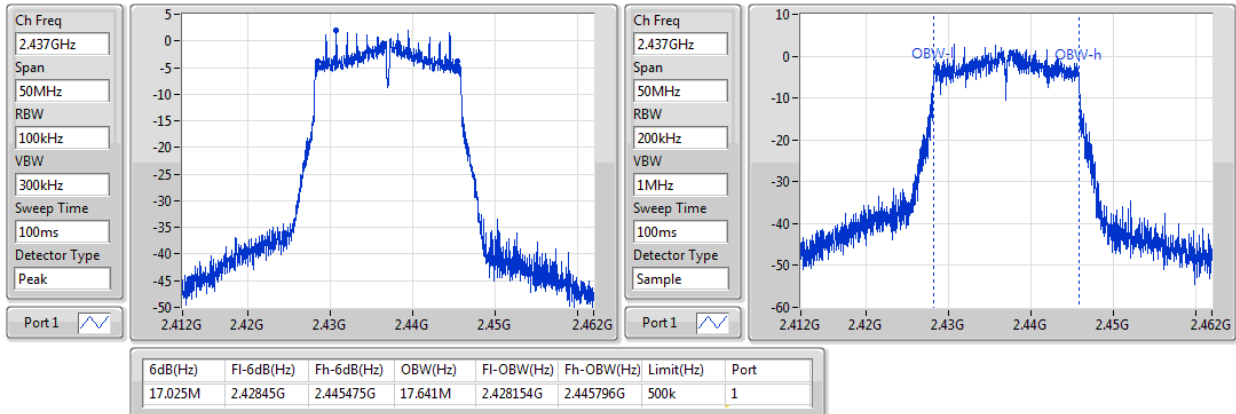 Ch Freq
2.437GHz
Span
50MHz
RBW
100kHz
VBW
300kHz
Sweep Time
100ms
Detector Type
Peak
Port 1
5
0
-5
-10
-15
-20
-25
-30
-35
-40
-45
-50
2.412G 2.42G 2.43G 2.44G 2.45G 2.462G
Ch Freq
2.437GHz
Span
50MHz
RBW
200kHz
VBW
1MHz
Sweep Time
100ms
Detector Type
Sample
Port 1
10
0
-10
-20
-30
-40
-50
-60
OBW-l OBW-h
2.412G 2.42G 2.43G 2.44G 2.45G 2.462G
6dB(Hz) Fl-6dB(Hz) Fh-6dB(Hz) OBW(Hz) Fl-OBW(Hz) Fh-OBW(Hz) Limit(Hz) Port
17.025M 2.42845G 2.445475G 17.641M 2.428154G 2.445796G 500k 1